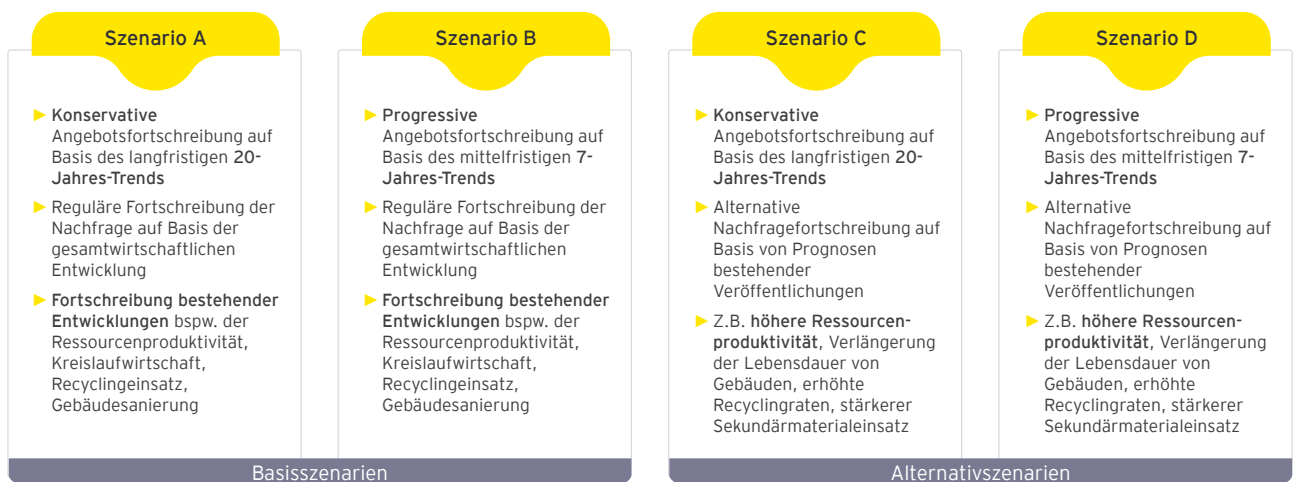 Szenario A
► Konservative
Angebotsfortschreibung auf
Basis des langfristigen 20-
Jahres-Trends
► Reguläre Fortschreibung der
Nachfrage auf Basis der
gesamtwirtschaftlichen
Entwicklung
► Fortschreibung bestehender
Entwicklungen bspw. der
Ressourcenproduktivität,
Kreislaufwirtschaft,
Recyclingeinsatz,
Gebäudesanierung
Szenario B
► Progressive
Angebotsfortschreibung auf
Basis des mittelfristigen 7-
Jahres-Trends
► Reguläre Fortschreibung der
Nachfrage auf Basis der
gesamtwirtschaftlichen
Entwicklung
► Fortschreibung bestehender
Entwicklungen bspw. der
Ressourcenproduktivität,
Kreislaufwirtschaft,
Recyclingeinsatz,
Gebäudesanierung
Basisszenarien
Szenario C
► Konservative
Angebotsfortschreibung auf
Basis des langfristigen 20-
Jahres-Trends
► Alternative
Nachfragefortschreibung auf
Basis von Prognosen
bestehender
Veröffentlichungen
► Z.B. höhere Ressourcen-
produktivität, Verlängerung
der Lebensdauer von
Gebäuden, erhöhte
Recyclingraten, stärkerer
Sekundärmaterialeinsatz
Szenario D
► Progressive
Angebotsfortschreibung auf
Basis des mittelfristigen 7-
Jahres-Trends
► Alternative
Nachfragefortschreibung auf
Basis von Prognosen
bestehender
Veröffentlichungen
► Z.B. höhere Ressourcen-
produktivität, Verlängerung
der Lebensdauer von
Gebäuden, erhöhte
Recyclingraten, stärkerer
Sekundärmaterialeinsatz
Alternativszenarien